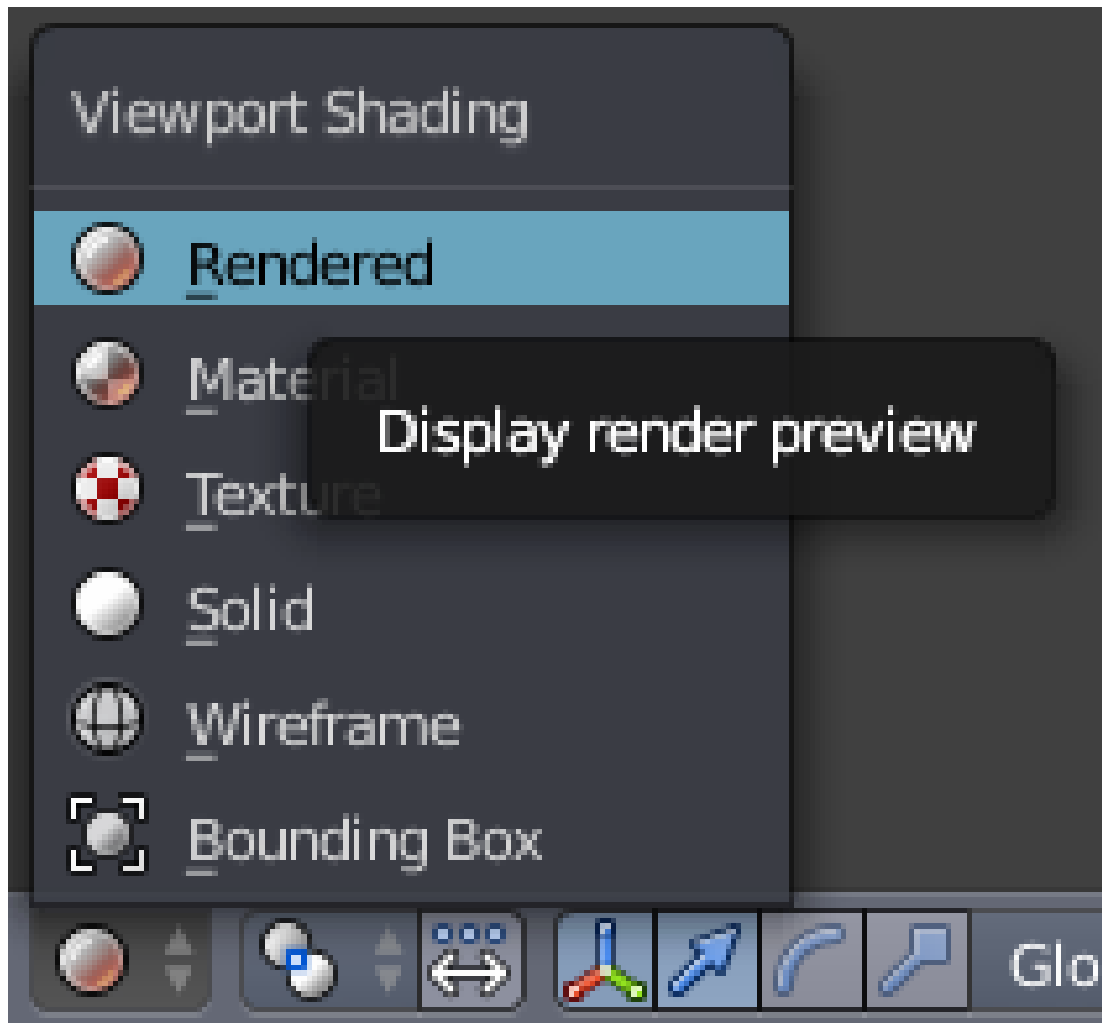 Viewport Shading
Rendered
Material
Display render preview
Texture
Solid
Wireframe
Bounding Box
Glo